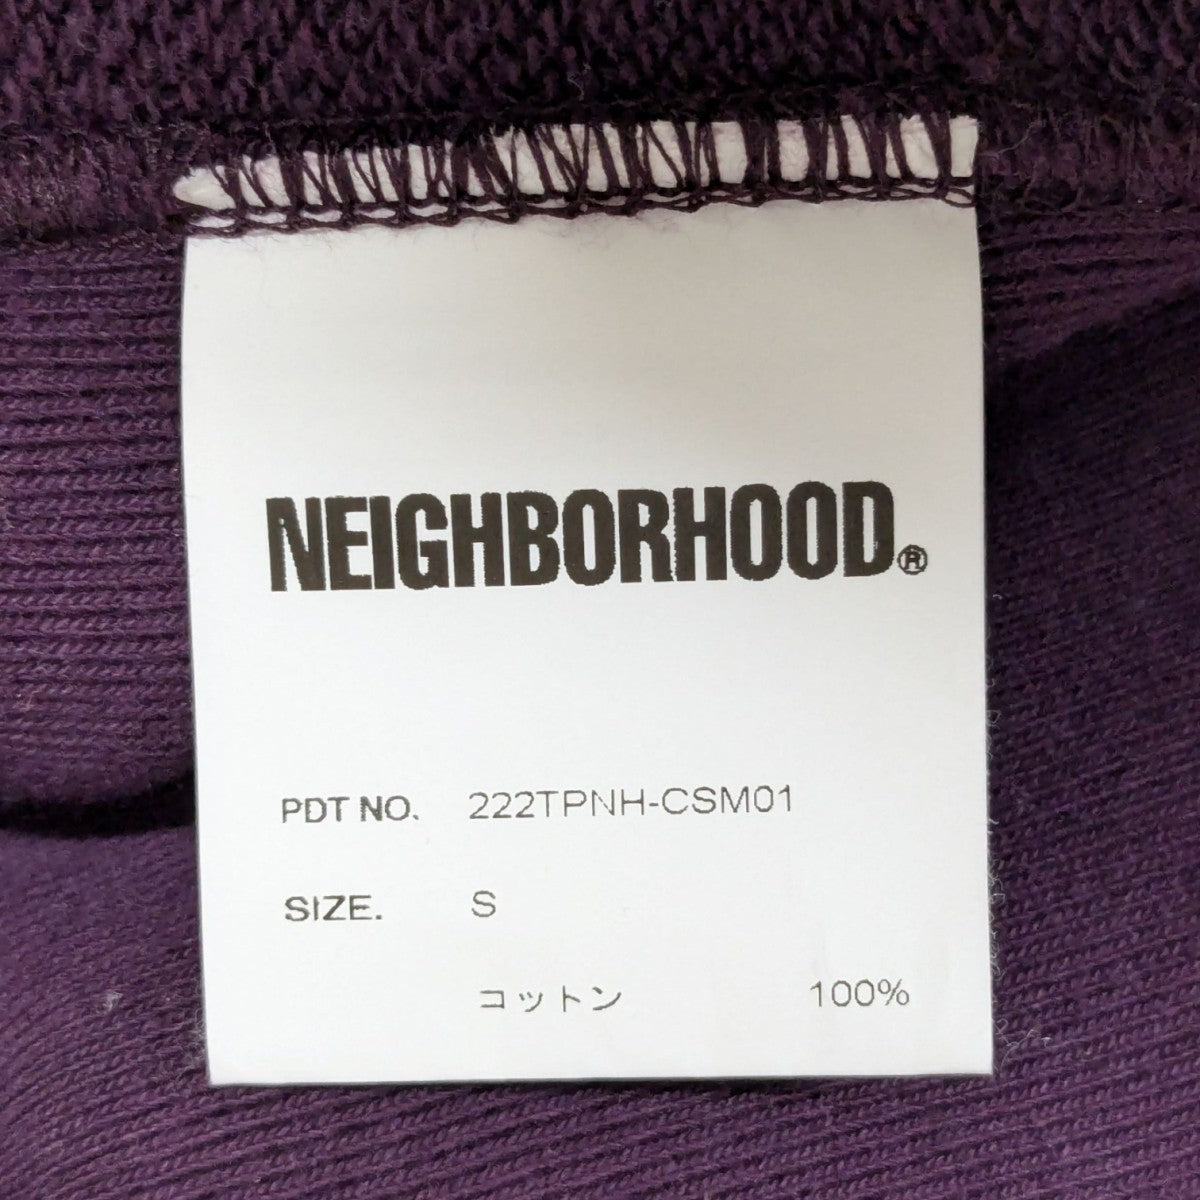 NEIGHBORHOOD®
PDT NO. 222TPNH-CSM01
SIZE. S
コットン 100%